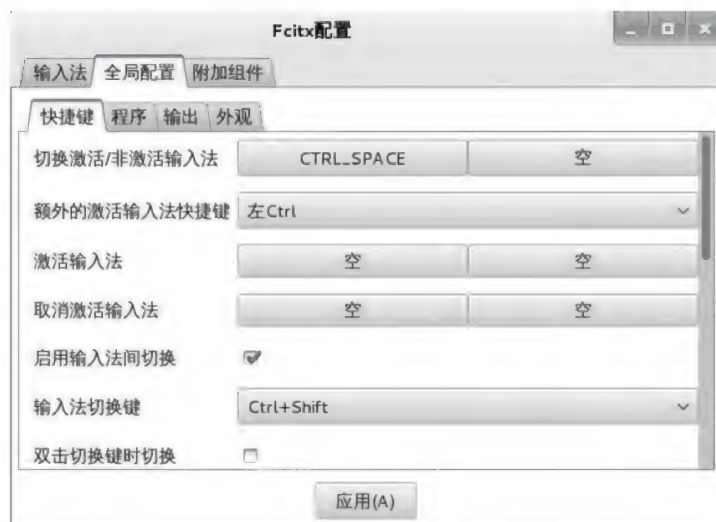 Fcitx配置
输入法 全局配置 附加组件
快捷键 程序 输出 外观
切换激活/非激活输入法 CTRL_SPACE 空
额外的激活输入法快捷键 左Ctrl
激活输入法 空 空
取消激活输入法 空 空
启用输入法间切换
输入法切换键 Ctrl+Shift
双击切换键时切换
应用(A)